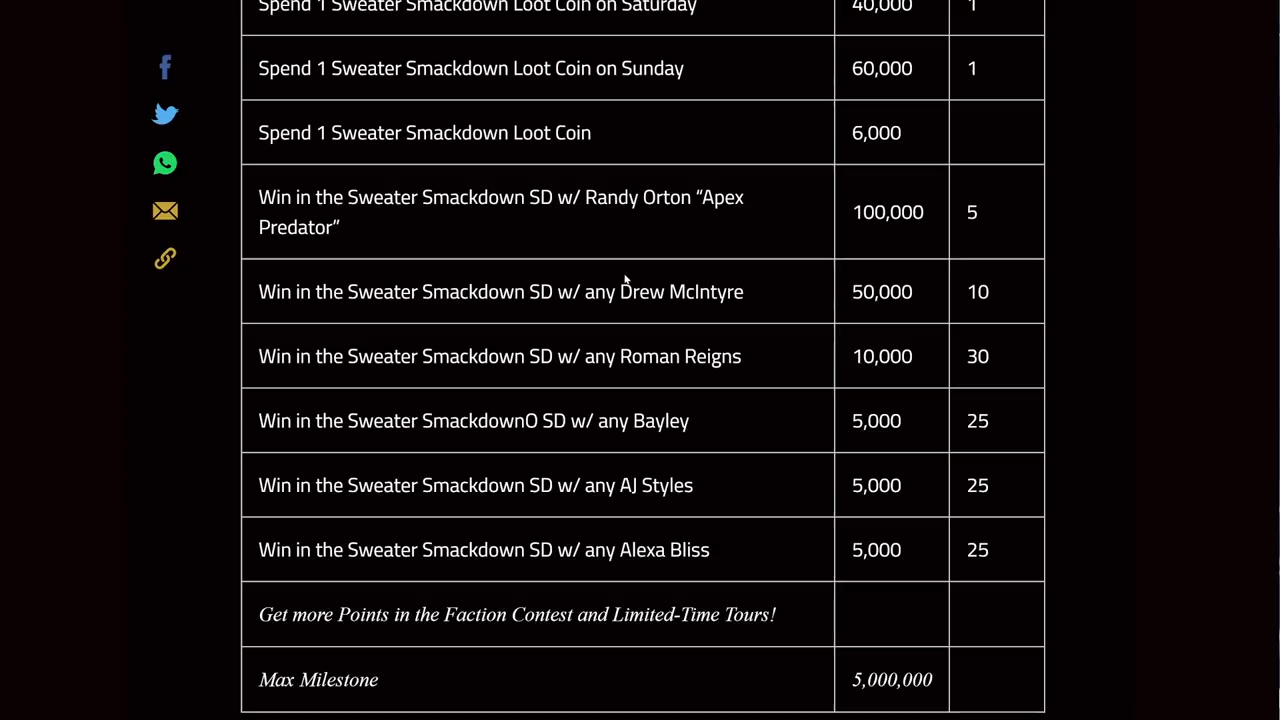 Spend 1 Sweater Smackdown Loot Coin on Saturday 40,000 1
Spend 1 Sweater Smackdown Loot Coin on Sunday 60,000 1
Spend 1 Sweater Smackdown Loot Coin 6,000
Win in the Sweater Smackdown SD w/ Randy Orton “Apex
Predator” 100,000 5
Win in the Sweater Smackdown SD w/ any Drew McIntyre 50,000 10
Win in the Sweater Smackdown SD w/ any Roman Reigns 10,000 30
Win in the Sweater SmackdownO SD w/ any Bayley 5,000 25
Win in the Sweater Smackdown SD w/ any AJ Styles 5,000 25
Win in the Sweater Smackdown SD w/ any Alexa Bliss 5,000 25
Get more Points in the Faction Contest and Limited-Time Tours!
Max Milestone 5,000,000